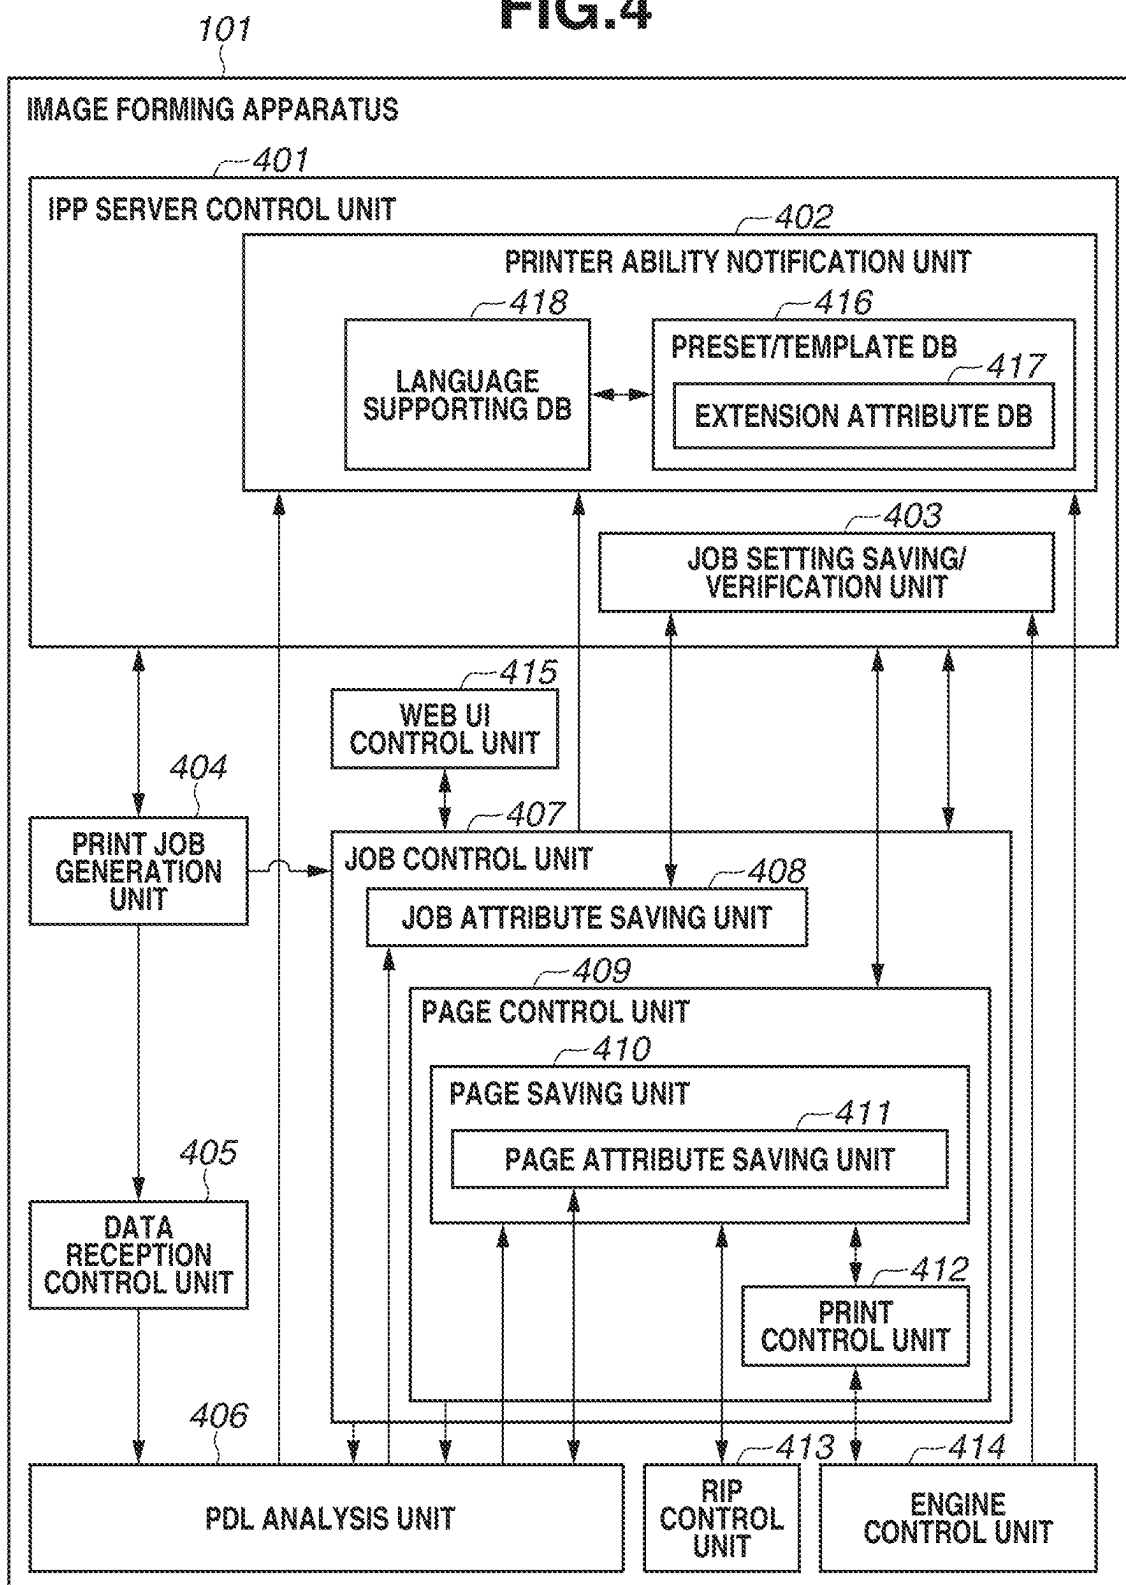 FIG.4
101
IMAGE FORMING APPARATUS
401
IPP SERVER CONTROL UNIT
402
PRINTER ABILITY NOTIFICATION UNIT
418
416
LANGUAGE
SUPPORTING DB
PRESET/TEMPLATE DB
417
EXTENSION ATTRIBUTE DB
403
JOB SETTING SAVING/
VERIFICATION UNIT
415
WEB UI
CONTROL UNIT
404
PRINT JOB
GENERATION
UNIT
407
JOB CONTROL UNIT
408
JOB ATTRIBUTE SAVING UNIT
409
PAGE CONTROL UNIT
410
PAGE SAVING UNIT
411
PAGE ATTRIBUTE SAVING UNIT
405
DATA
RECEPTION
CONTROL UNIT
412
PRINT
CONTROL UNIT
406
PDL ANALYSIS UNIT
413
RIP
CONTROL
UNIT
414
ENGINE
CONTROL UNIT